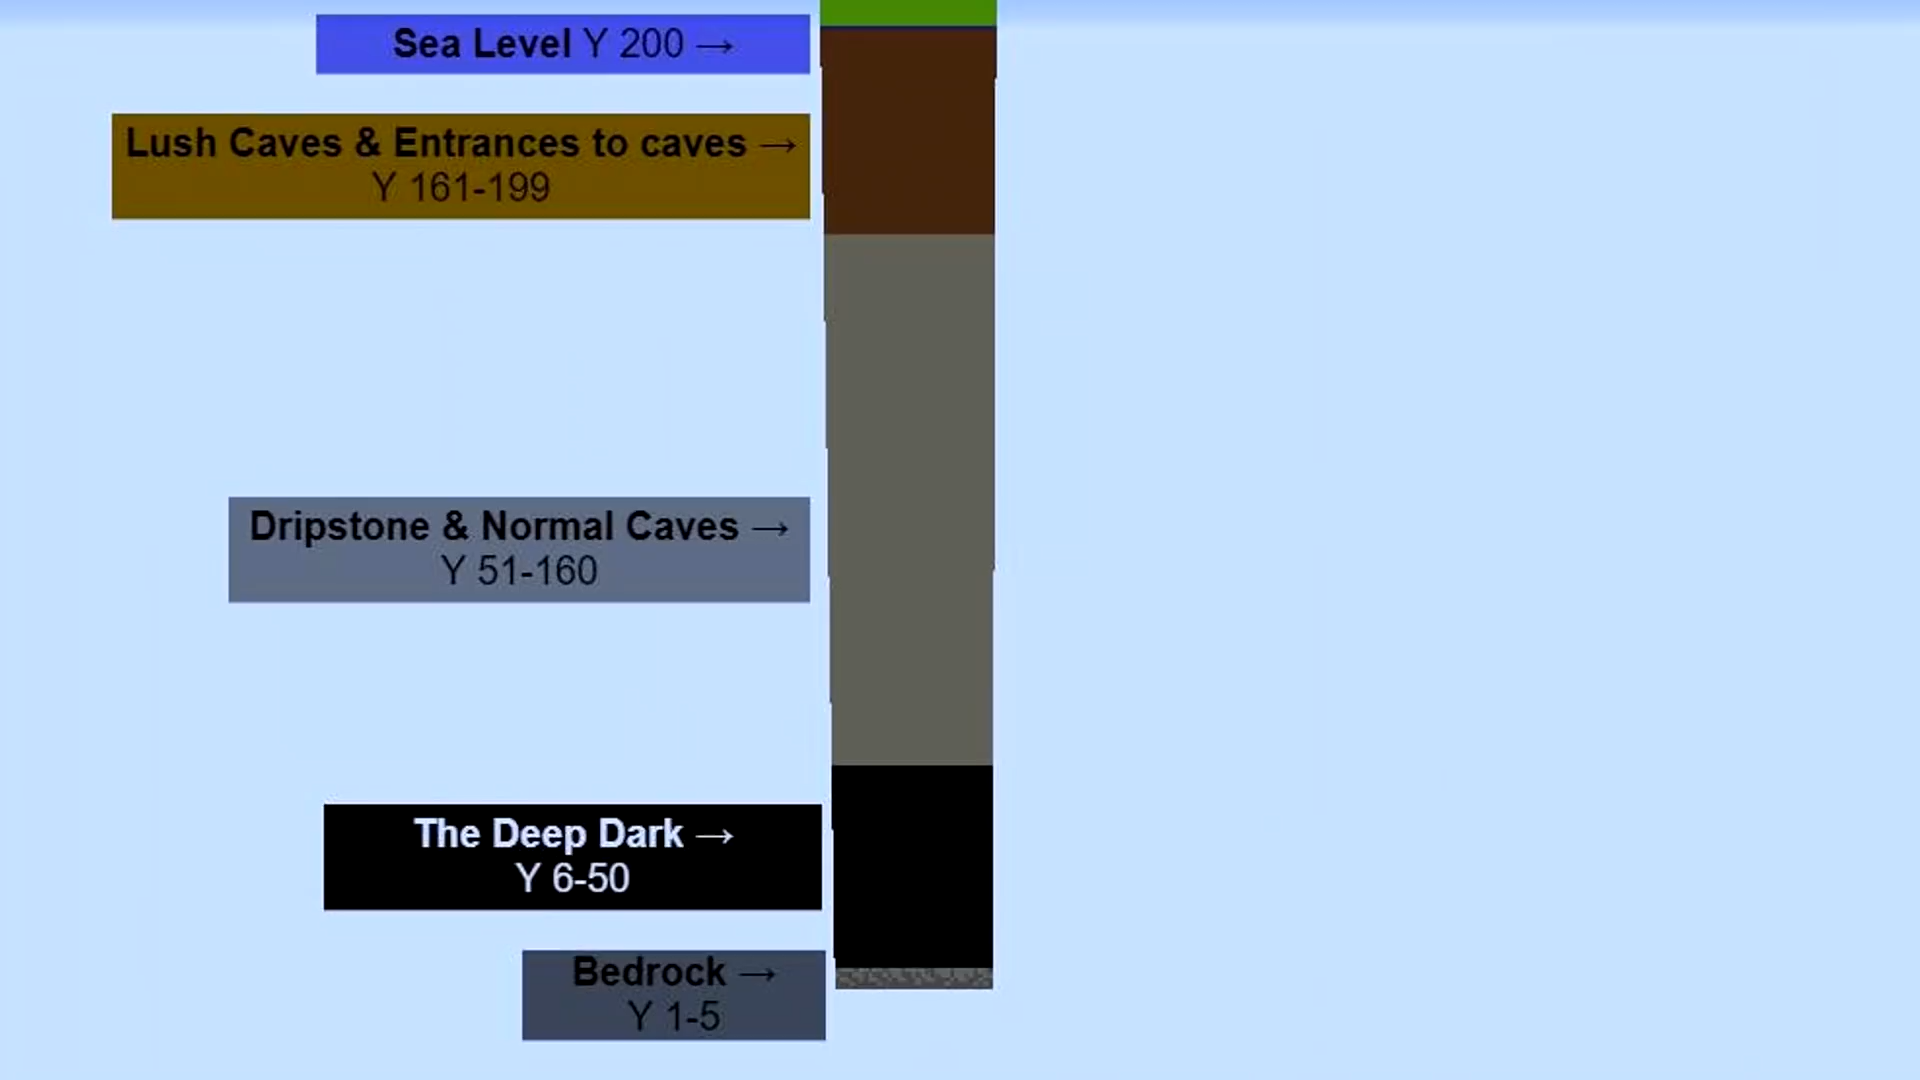 Sea Level Y 200 →
Lush Caves & Entrances to caves →
Y 161-199
Dripstone & Normal Caves →
Y 51-160
The Deep Dark →
Y 6-50
Bedrock →
Y 1-5